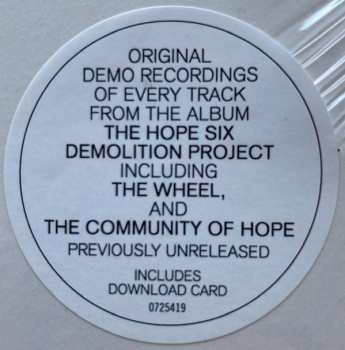 ORIGINAL
DEMO RECORDINGS
OF EVERY TRACK
FROM THE ALBUM
THE HOPE SIX
DEMOLITION PROJECT
INCLUDING
THE WHEEL,
AND
THE COMMUNITY OF HOPE
PREVIOUSLY UNRELEASED
INCLUDES
DOWNLOAD CARD
0725419